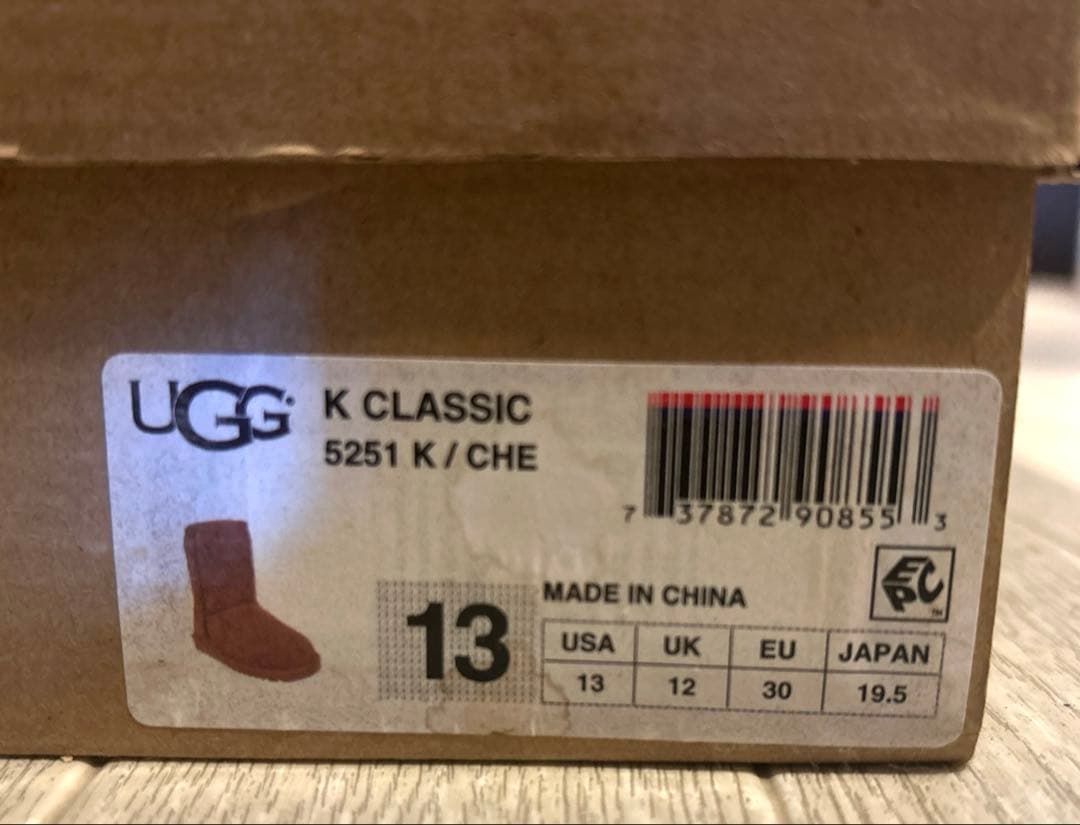 UGG
K CLASSIC
5251 K / CHE
7 37872 90855 3
13
MADE IN CHINA
EPC TM
USA UK EU JAPAN
13 12 30 19.5